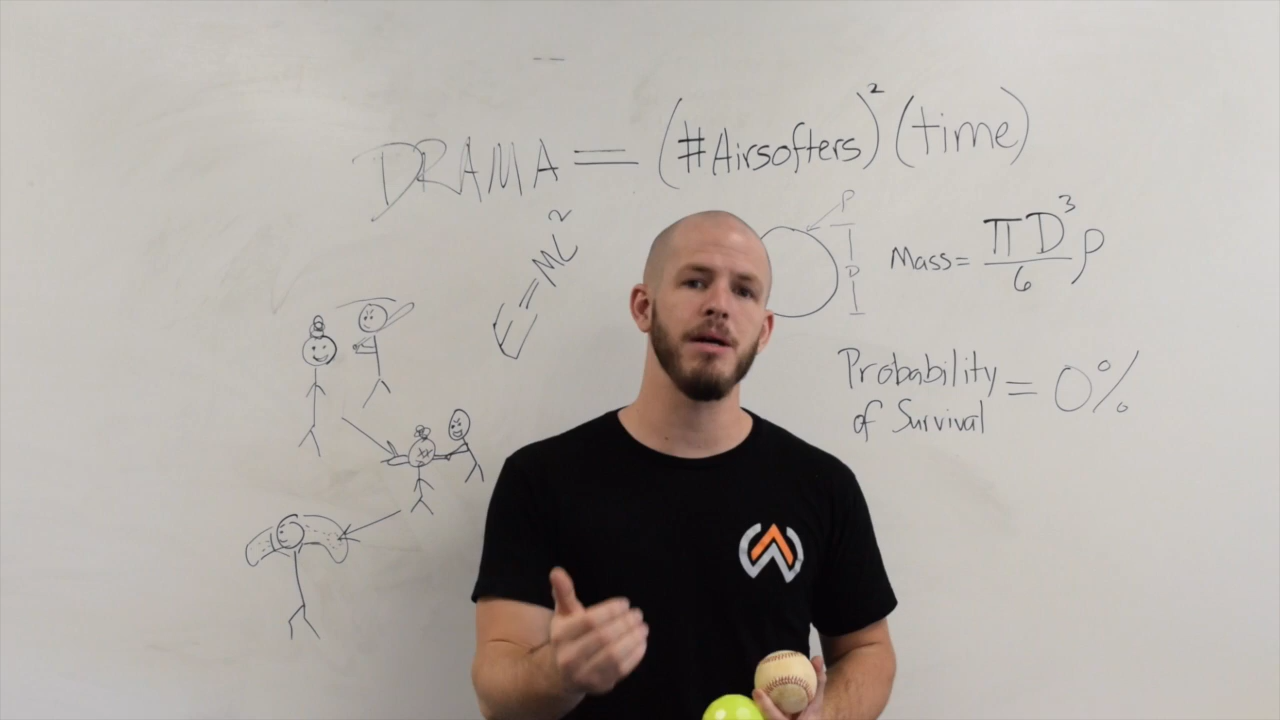 DRAMA = (#Airsofters)² (time)
E=MC²
P
D
Mass = πD³/6 ρ
Probability of Survival = 0%